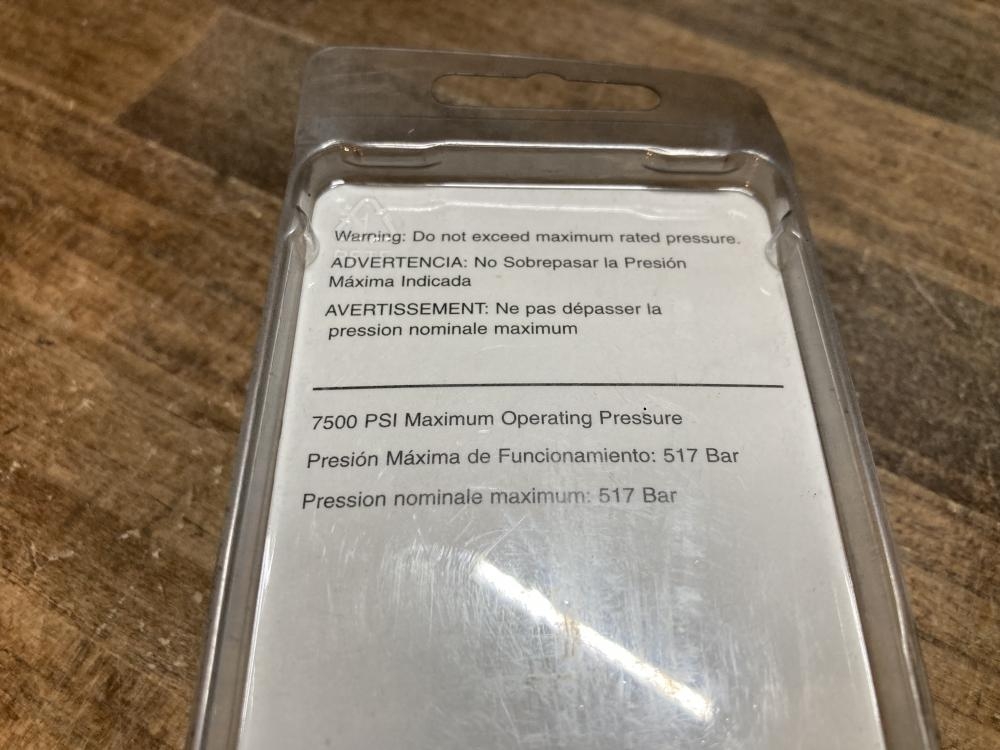 Warning: Do not exceed maximum rated pressure.
ADVERTENCIA: No Sobrepasar la Presión
Máxima Indicada
AVERTISSEMENT: Ne pas dépasser la
pression nominale maximum
7500 PSI Maximum Operating Pressure
Presión Máxima de Funcionamiento: 517 Bar
Pression nominale maximum: 517 Bar